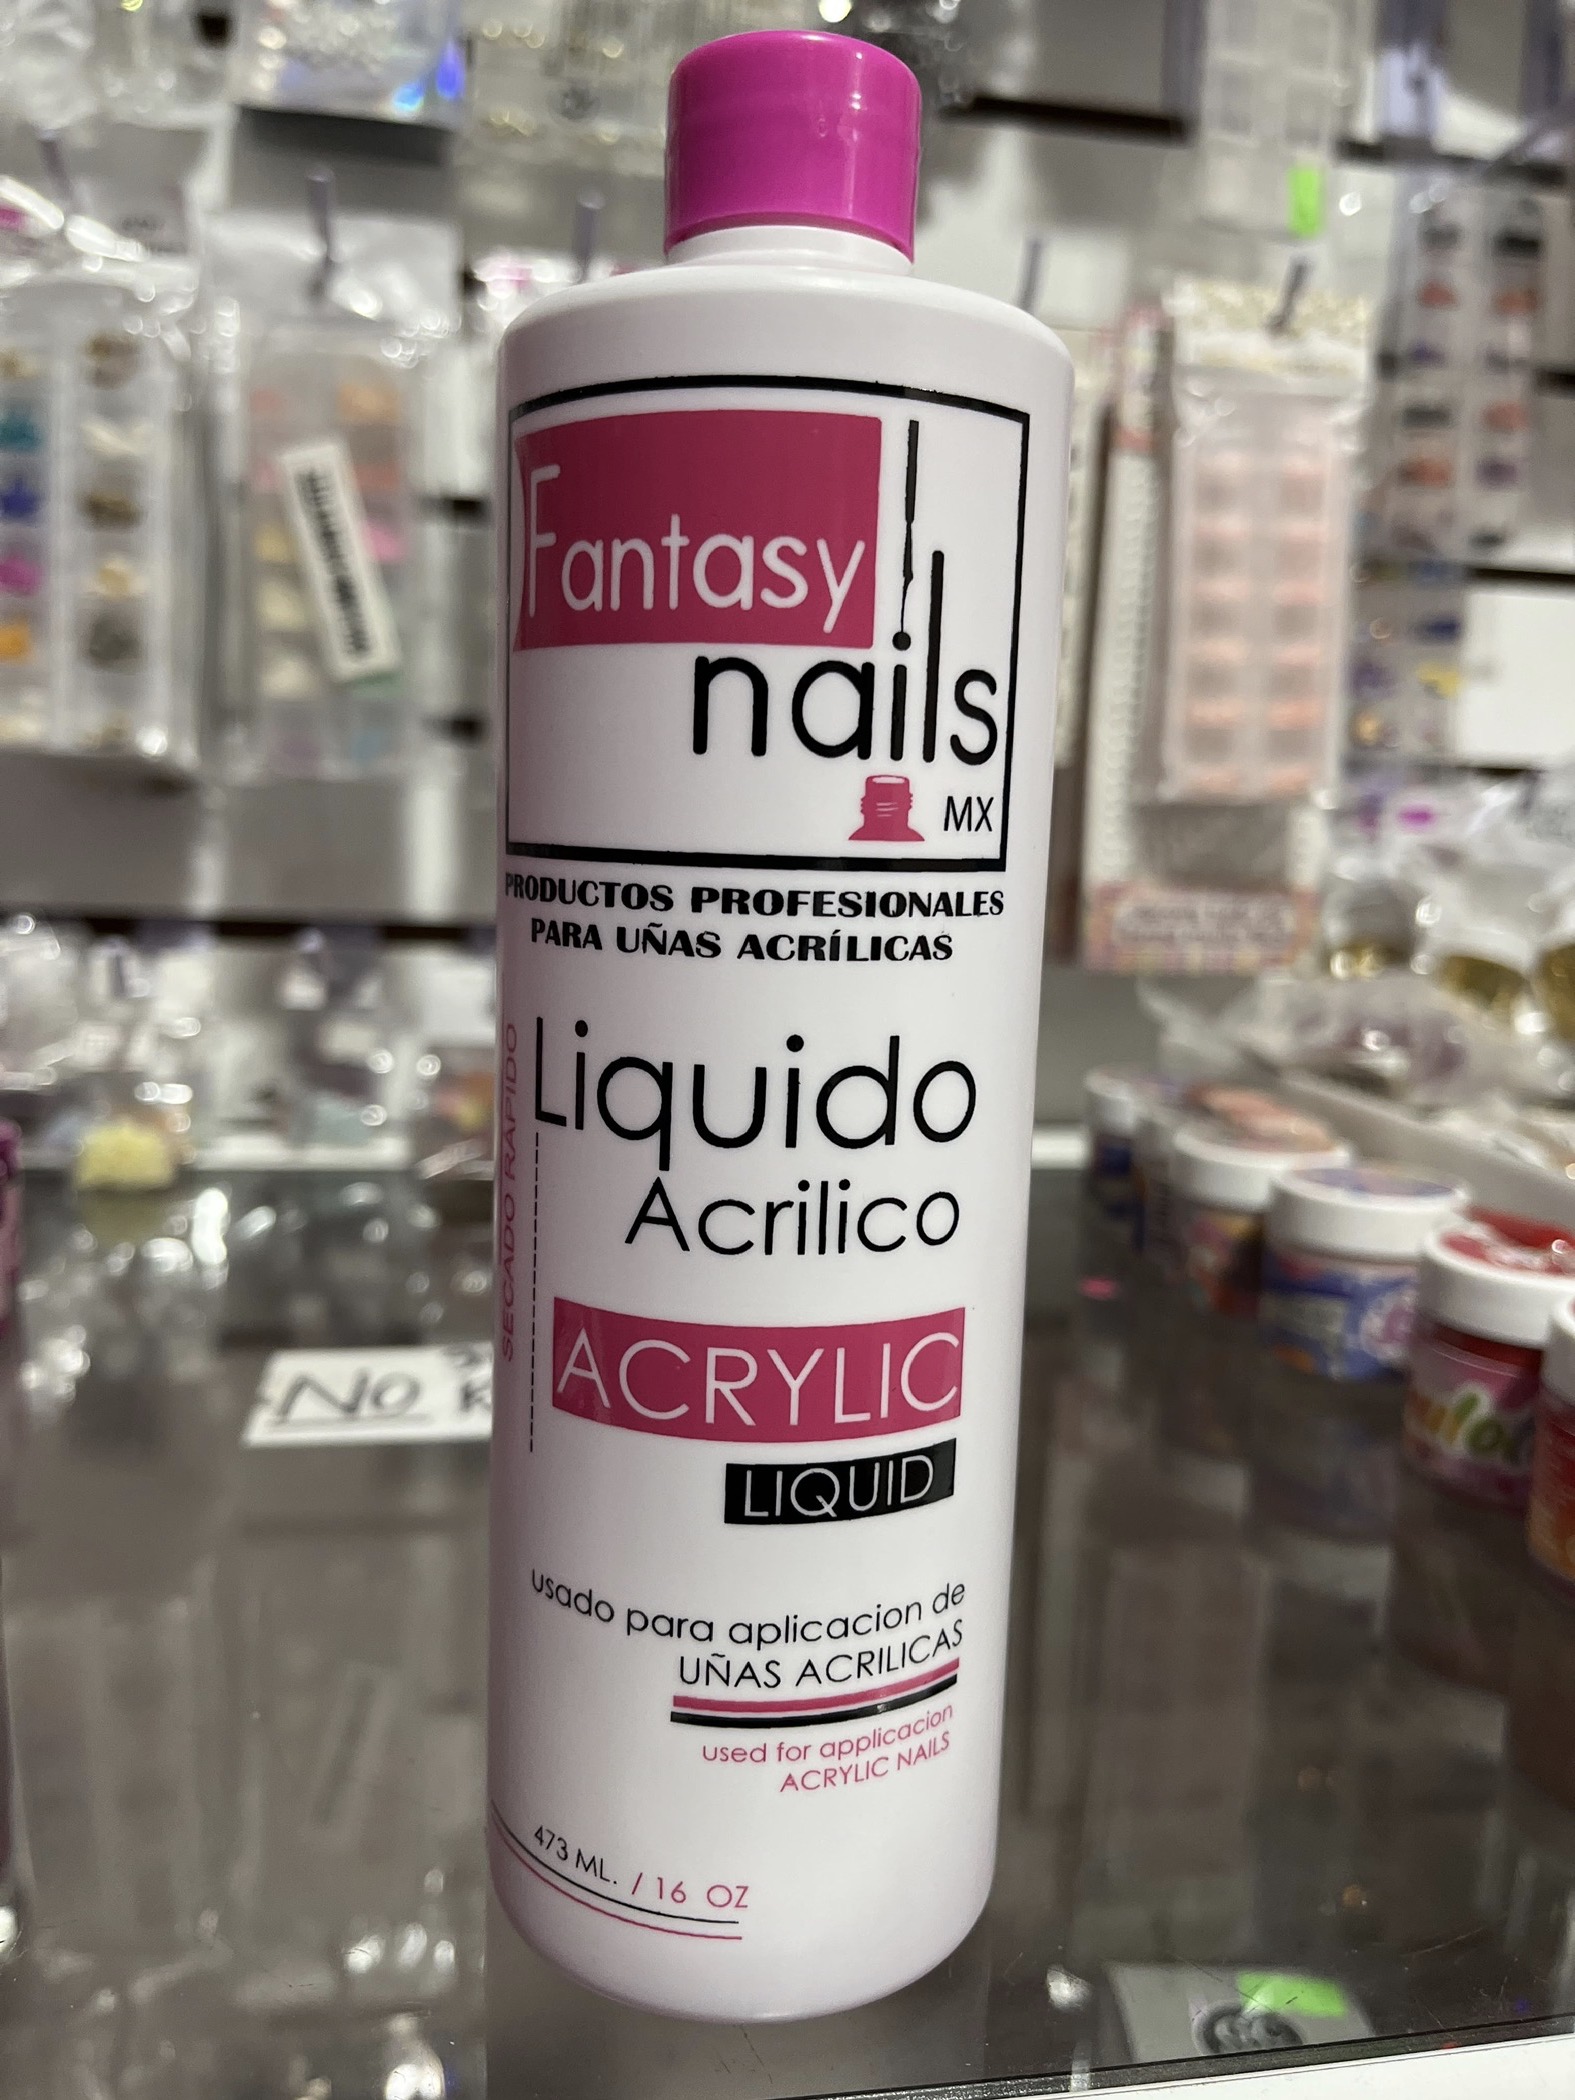 Fantasy
nails
MX
PRODUCTOS PROFESIONALES
PARA UÑAS ACRÍLICAS
SECADO RAPIDO
Liquido
Acrilico
ACRYLIC
LIQUID
usado para aplicacion de
UÑAS ACRILICAS
used for applicacion
ACRYLIC NAILS
473 ML. / 16 OZ
NO